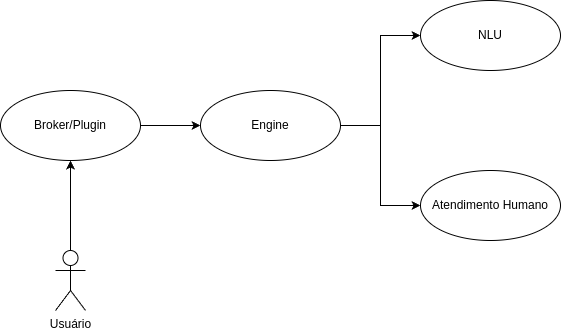 NLU
Broker/Plugin
Engine
Atendimento Humano
Usuário